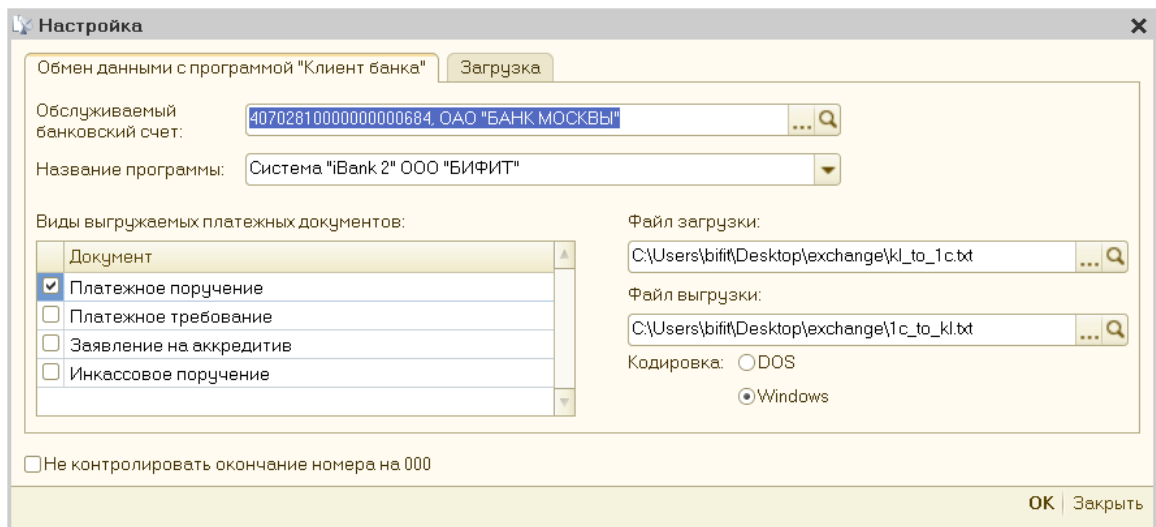 Настройка
Обмен данными с программой "Клиент банка"
Загрузка
Обслуживаемый
банковский счет:
40702810000000000684, ОАО "БАНК МОСКВЫ"
...
Название программы:
Система "iBank 2" ООО "БИФИТ"
Виды выгружаемых платежных документов:
Документ
Платежное поручение
Платежное требование
Заявление на аккредитив
Инкассовое поручение
Файл загрузки:
C:\Users\bifit\Desktop\exchange\kl_to_1c.txt
...
Файл выгрузки:
C:\Users\bifit\Desktop\exchange\1c_to_kl.txt
...
Кодировка:
DOS
Windows
Не контролировать окончание номера на 000
OK
Закрыть